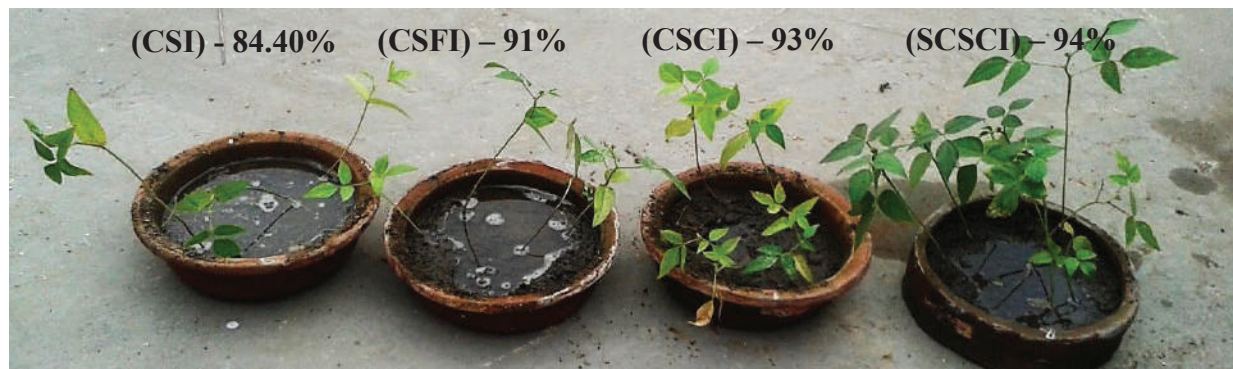 (CSI) - 84.40% (CSFI) – 91% (CSCI) – 93% (SCSCI) – 94%